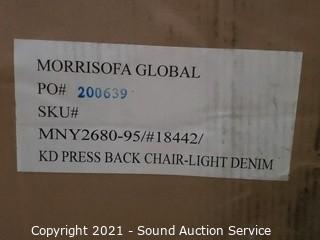 MORRISOFA GLOBAL
PO# 200639
SKU#
MNY2680-95/#18442/
KD PRESS BACK CHAIR-LIGHT DENIM
Copyright 2021 - Sound Auction Service